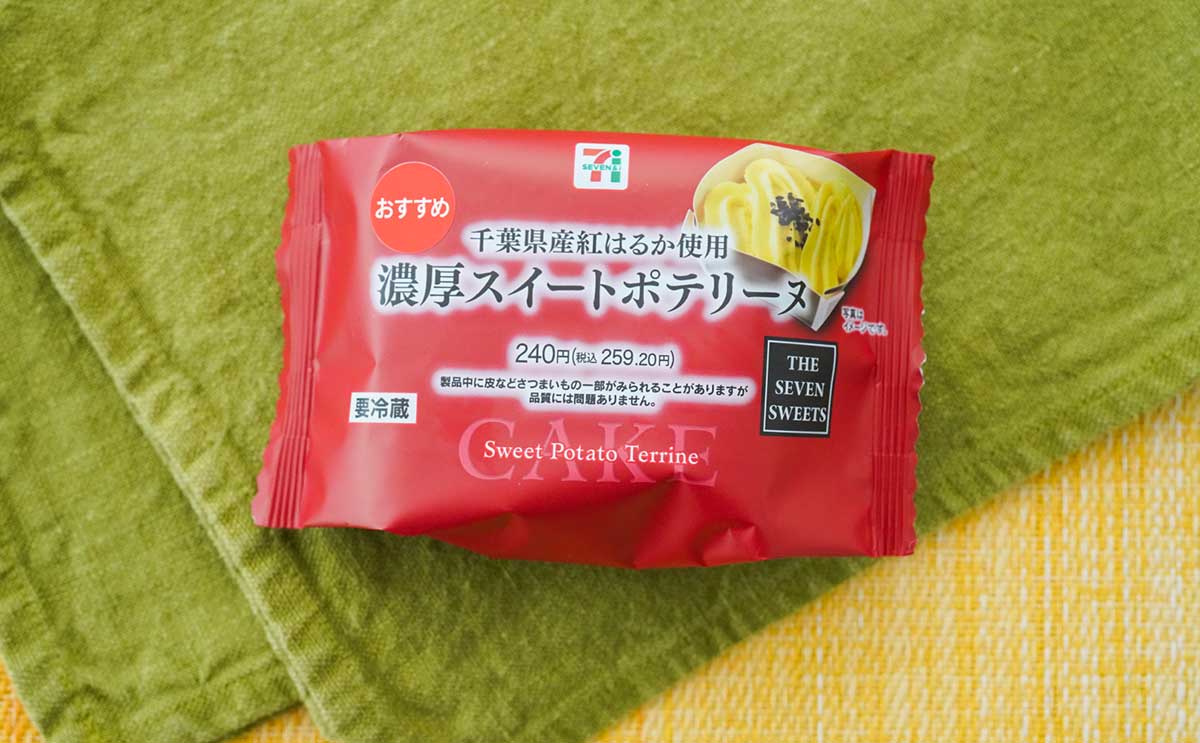 7i
SEVEN & i
おすすめ
千葉県産紅はるか使用
濃厚スイートポテリーヌ
写真は
イメージです。
240円(税込 259.20円)
製品中に皮などさつまいもの一部がみられることがありますが
品質には問題ありません。
要冷蔵
THE
SEVEN
SWEETS
CAKE
Sweet Potato Terrine